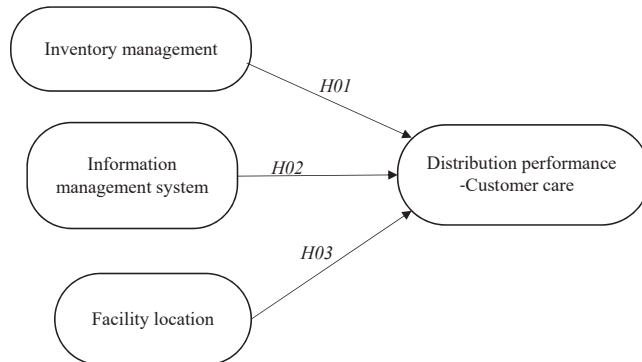 Inventory management
H01
Information
management system
H02
Distribution performance
-Customer care
H03
Facility location